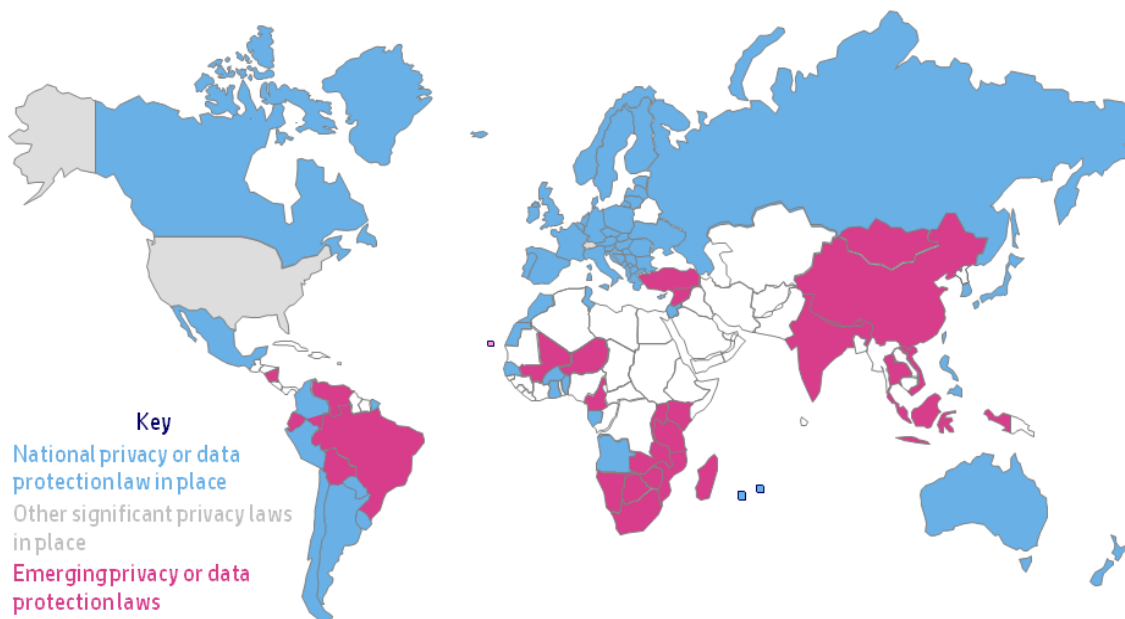 Key
National privacy or data
protection law in place
Other significant privacy laws
in place
Emerging privacy or data
protection laws